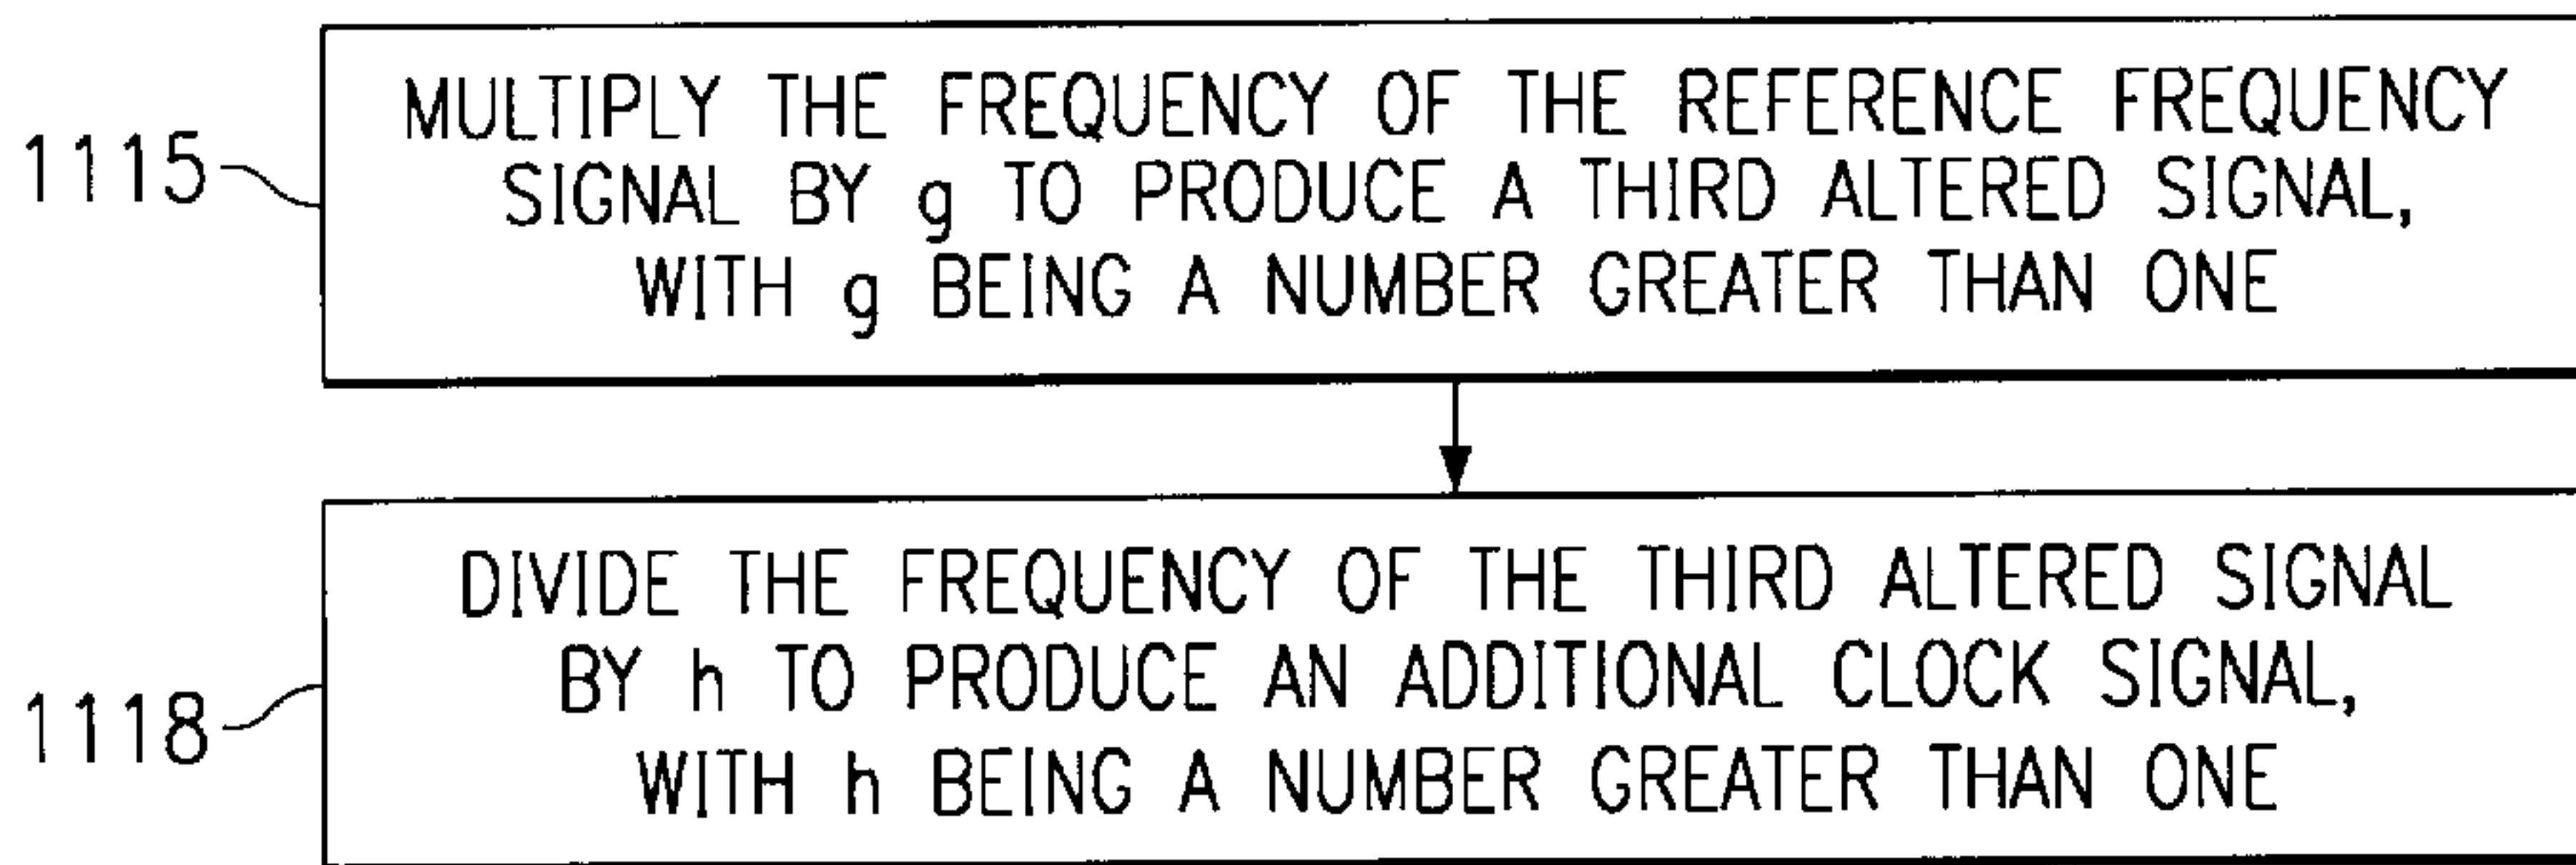 1115
MULTIPLY THE FREQUENCY OF THE REFERENCE FREQUENCY
SIGNAL BY g TO PRODUCE A THIRD ALTERED SIGNAL,
WITH g BEING A NUMBER GREATER THAN ONE
1118
DIVIDE THE FREQUENCY OF THE THIRD ALTERED SIGNAL
BY h TO PRODUCE AN ADDITIONAL CLOCK SIGNAL,
WITH h BEING A NUMBER GREATER THAN ONE